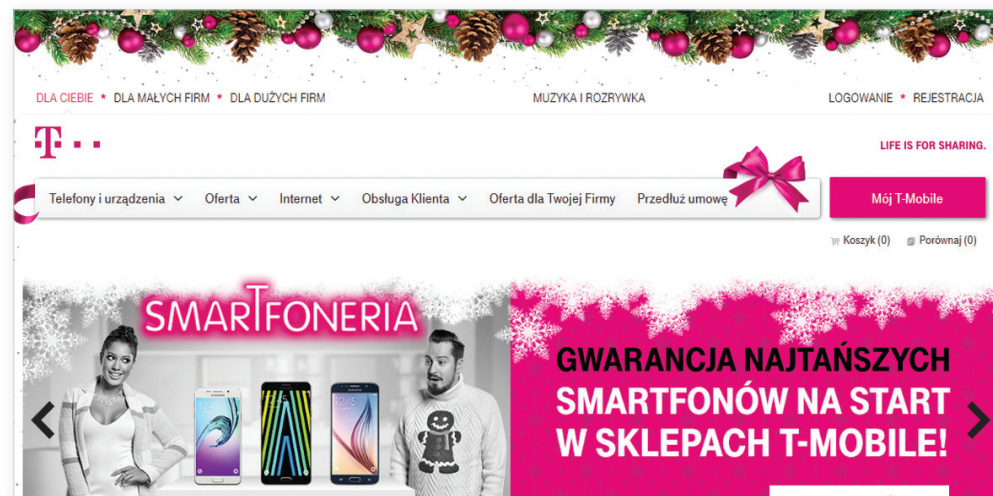 DLA CIEBIE * DLA MAŁYCH FIRM * DLA DUŻYCH FIRM
MUZYKA I ROZRYWKA
LOGOWANIE * REJESTRACJA
T
LIFE IS FOR SHARING.
Telefony i urządzenia
Oferta
Internet
Obsługa Klienta
Oferta dla Twojej Firmy
Przedłuż umowę
Mój T-Mobile
Koszyk (0)
Porównaj (0)
SMARTFONERIA
GWARANCJA NAJTAŃSZYCH
SMARTFONÓW NA START
W SKLEPACH T-MOBILE!